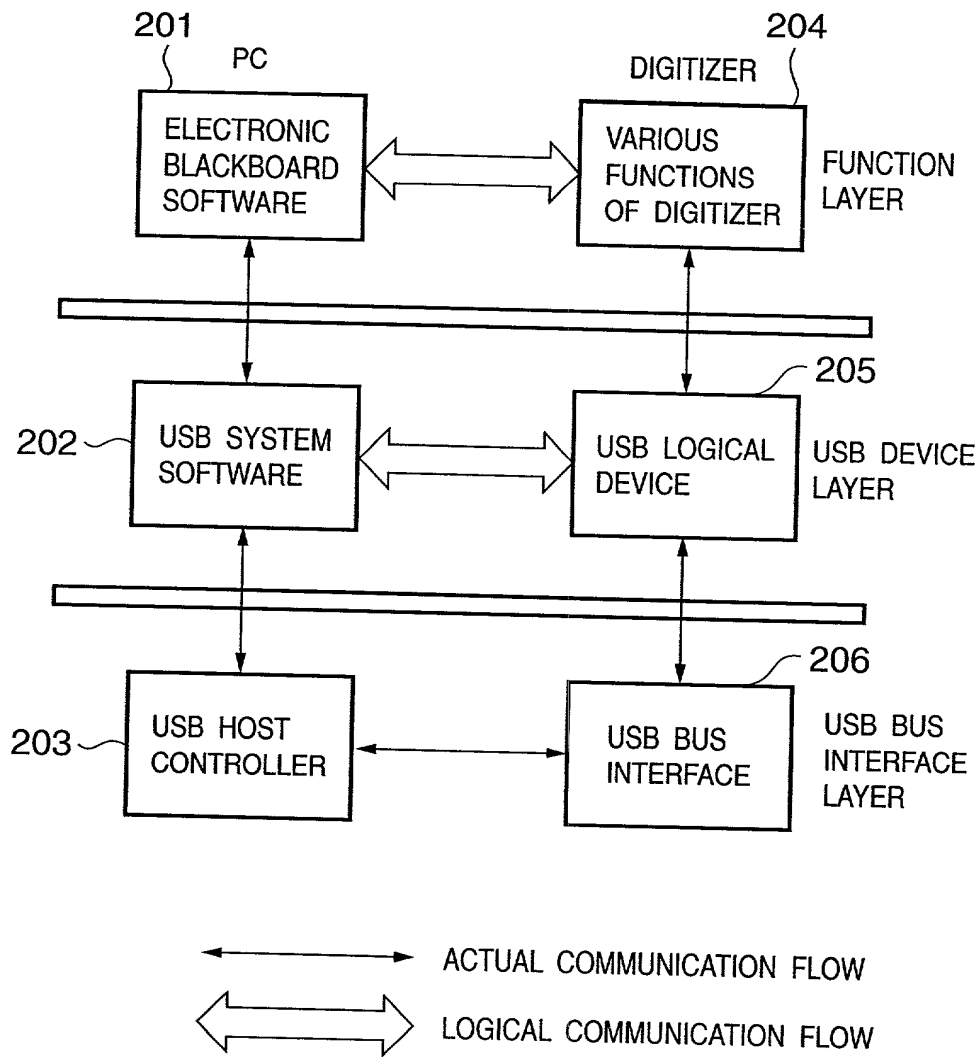 201
PC
204
DIGITIZER
ELECTRONIC
BLACKBOARD
SOFTWARE
VARIOUS
FUNCTIONS
OF DIGITIZER
FUNCTION
LAYER
202
USB SYSTEM
SOFTWARE
205
USB LOGICAL
DEVICE
USB DEVICE
LAYER
203
USB HOST
CONTROLLER
206
USB BUS
INTERFACE
USB BUS
INTERFACE
LAYER
ACTUAL COMMUNICATION FLOW
LOGICAL COMMUNICATION FLOW